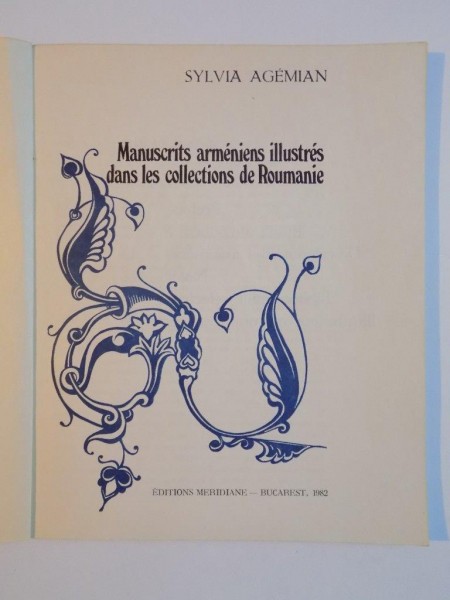 SYLVIA AGÉMIAN
Manuscrits arméniens illustrés
dans les collections de Roumanie
ÉDITIONS MERIDIANE — BUCAREST, 1982